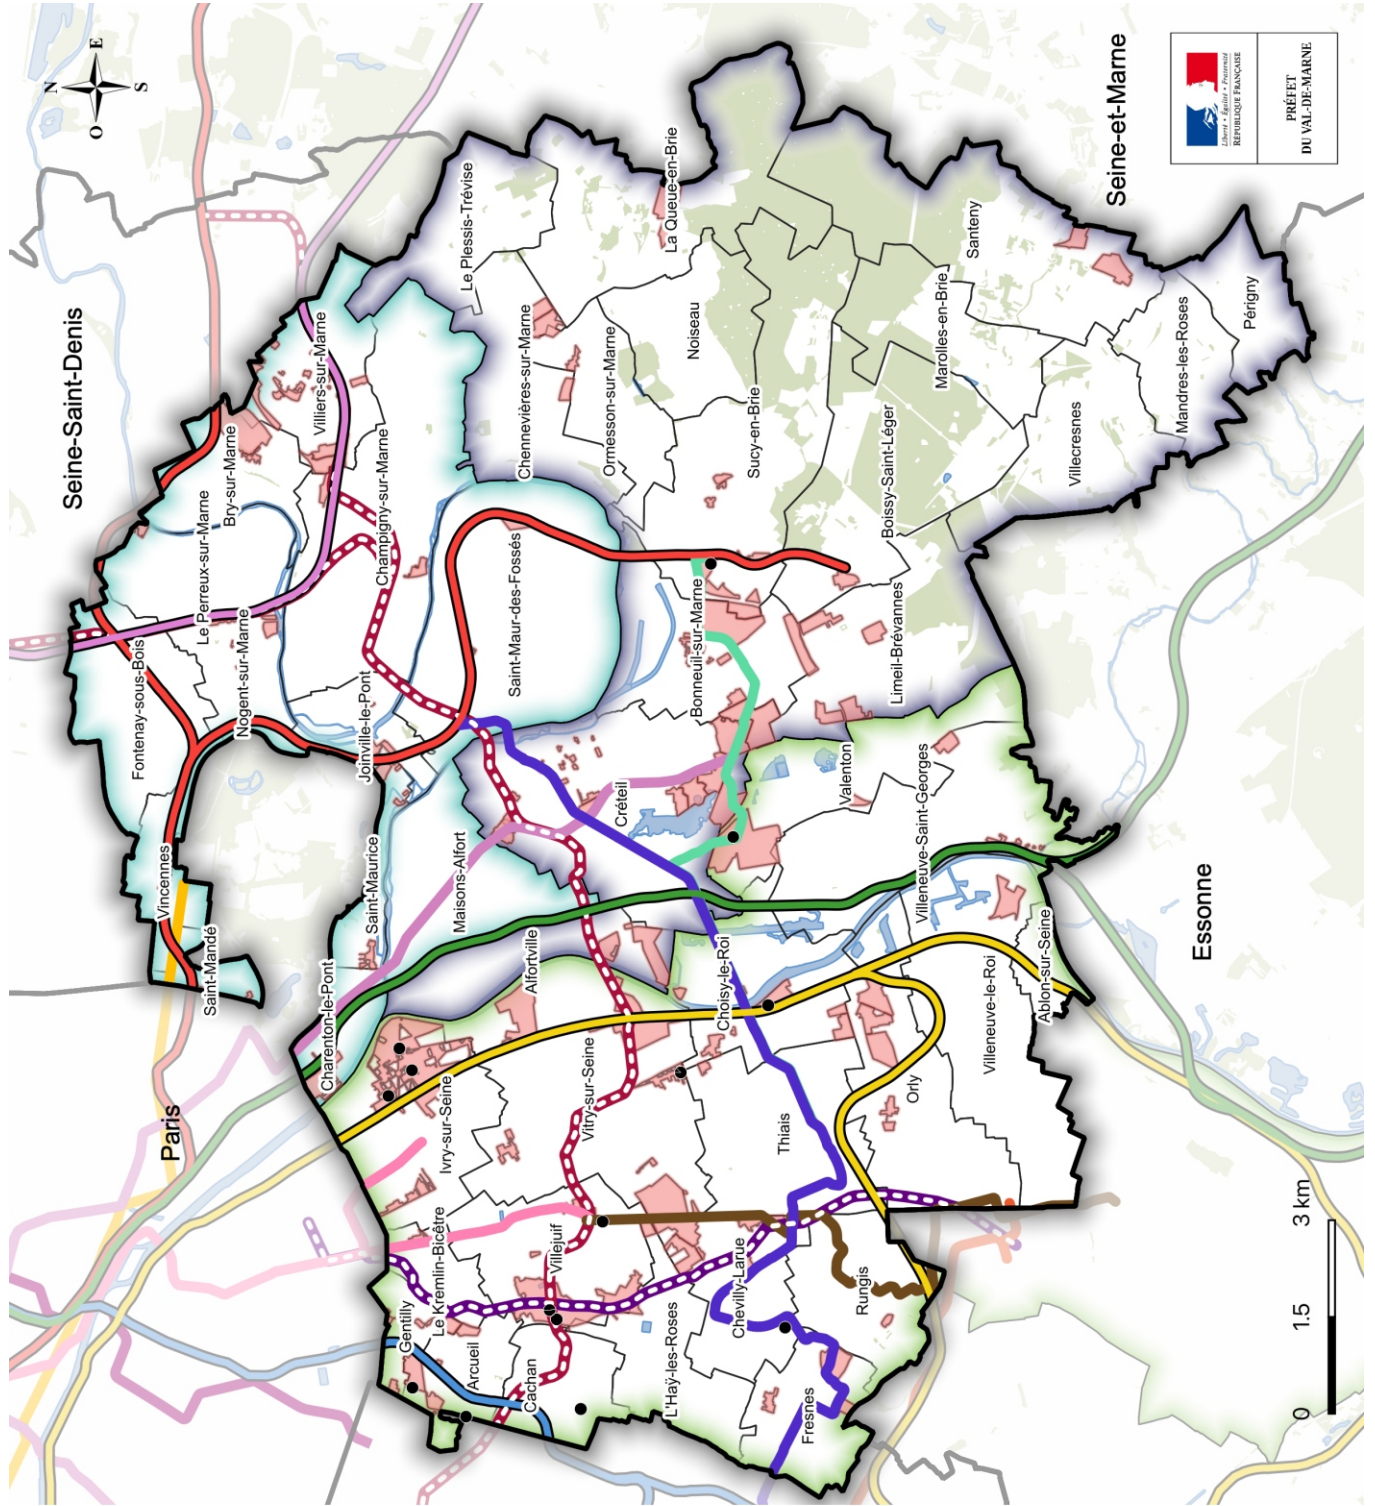 N
O
E
S
Liberté • Égalité • Fraternité
RÉPUBLIQUE FRANÇAISE
PRÉFET
DU VAL-DE-MARNE
Seine-Saint-Denis
Seine-et-Marne
Essonne
Paris
Le Plessis-Trévise
La Queue-en-Brie
Villiers-sur-Marne
Bry-sur-Marne
Champigny-sur-Marne
Chennevières-sur-Marne
Ormesson-sur-Marne
Noiseau
Sucy-en-Brie
Santeny
Marolles-en-Brie
Périgny
Mandres-les-Roses
Villecresnes
Boissy-Saint-Léger
Limeil-Brévannes
Bonneuil-sur-Marne
Saint-Maur-des-Fossés
Le Perreux-sur-Marne
Nogent-sur-Marne
Fontenay-sous-Bois
Joinville-le-Pont
Vincennes
Saint-Mandé
Saint-Maurice
Maisons-Alfort
Créteil
Valenton
Villeneuve-Saint-Georges
Charenton-le-Pont
Alfortville
Choisy-le-Roi
Ablon-sur-Seine
Villeneuve-le-Roi
Orly
Ivry-sur-Seine
Vitry-sur-Seine
Thiais
Le Kremlin-Bicêtre
Villejuif
Chevilly-Larue
Rungis
Gentilly
Arcueil
Cachan
L'Haÿ-les-Roses
Fresnes
0
1.5
3 km